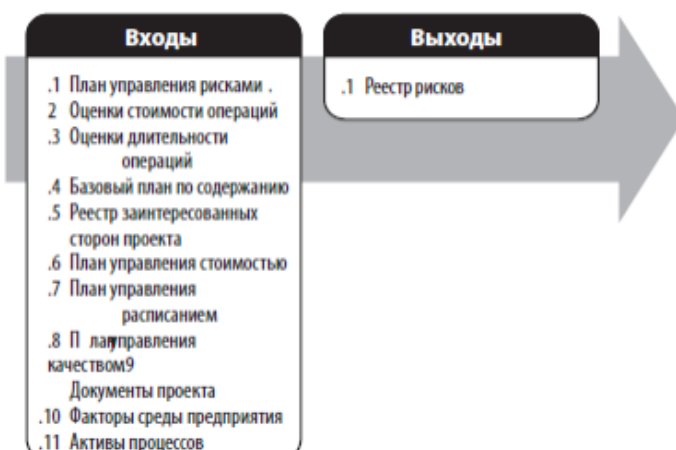 Входы
.1 План управления рисками .
2 Оценки стоимости операций
.3 Оценки длительности
операций
.4 Базовый план по содержанию
.5 Реестр заинтересованных
сторон проекта
.6 План управления стоимостью
.7 План управления
расписанием
.8 П лануправления
качеством9
Документы проекта
.10 Факторы среды предприятия
.11 Активы процессов
Выходы
.1 Реестр рисков